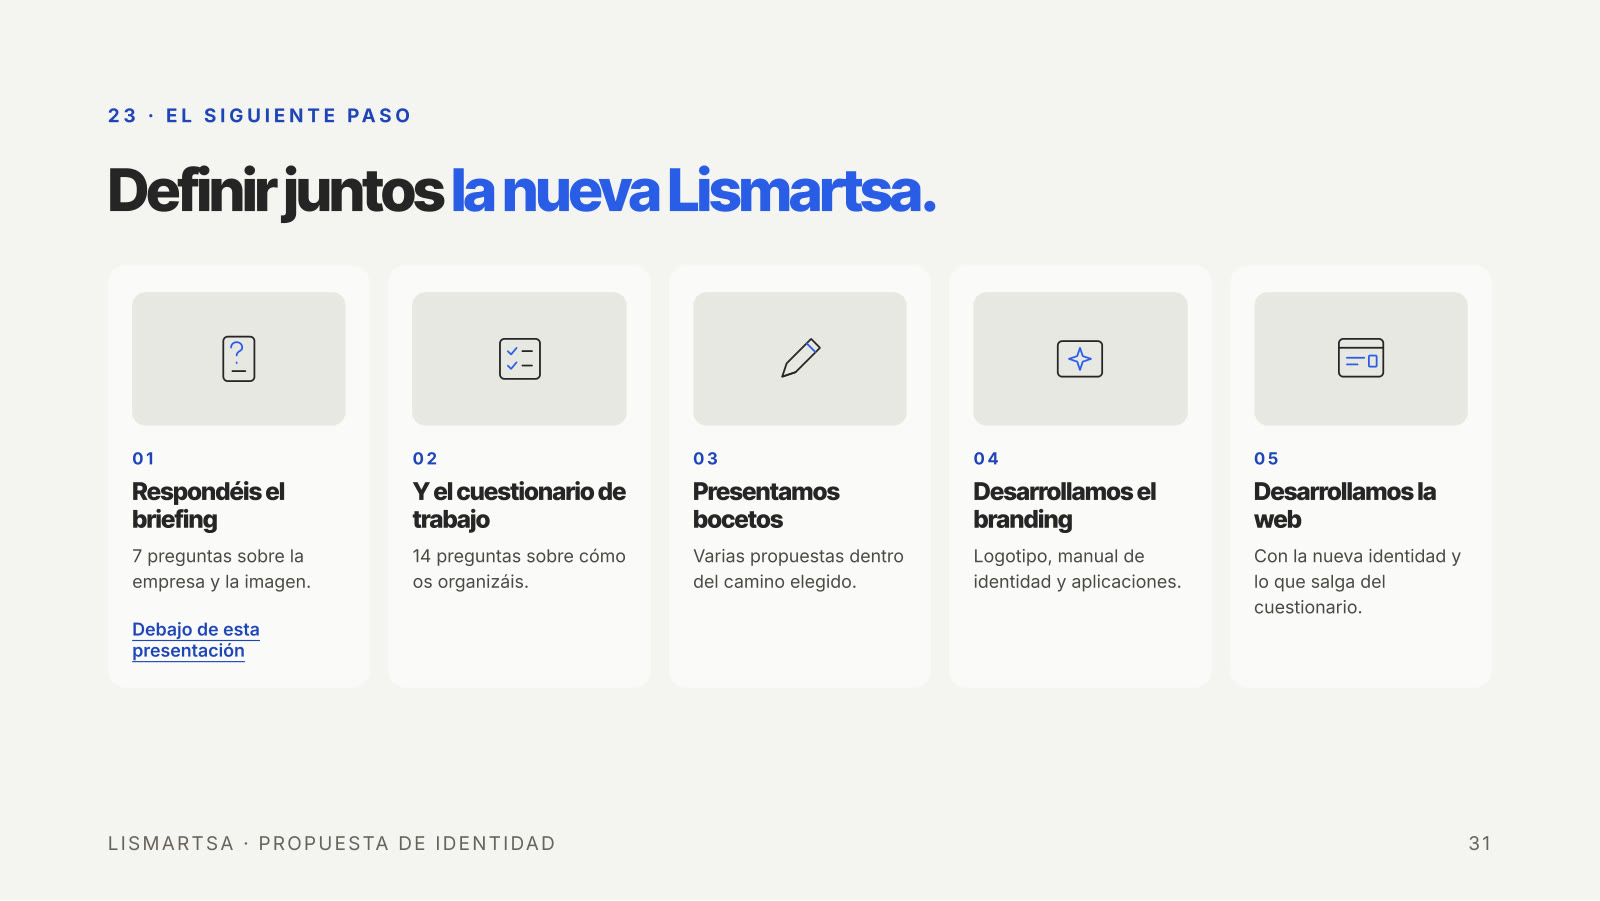 23 · EL SIGUIENTE PASO
Definir juntos la nueva Lismartsa.
01
Respondéis el
briefing
7 preguntas sobre la
empresa y la imagen.
Debajo de esta
presentación
02
Y el cuestionario de
trabajo
14 preguntas sobre cómo
os organizáis.
03
Presentamos
bocetos
Varias propuestas dentro
del camino elegido.
04
Desarrollamos el
branding
Logotipo, manual de
identidad y aplicaciones.
05
Desarrollamos la
web
Con la nueva identidad y
lo que salga del
cuestionario.
LISMARTSA · PROPUESTA DE IDENTIDAD
31